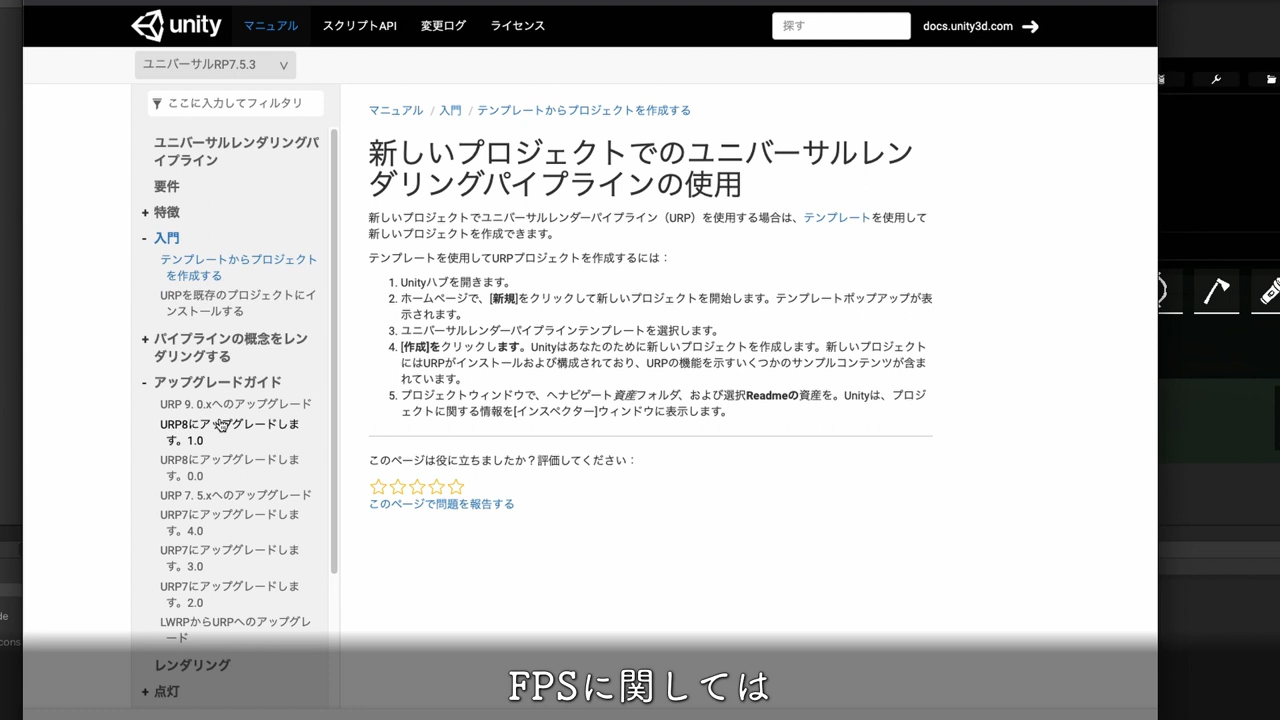 unity
マニュアル
スクリプトAPI
変更ログ
ライセンス
探す
docs.unity3d.com
ユニバーサルRP7.5.3
ここに入力してフィルタリ
ユニバーサルレンダリングパ
イプライン
要件
+ 特徴
- 入門
テンプレートからプロジェクト
を作成する
URPを既存のプロジェクトにイ
ンストールする
+ パイプラインの概念をレン
ダリングする
- アップグレードガイド
URP 9. 0.xへのアップグレード
URP8にアップグレードしま
す。1.0
URP8にアップグレードしま
す。0.0
URP 7. 5.xへのアップグレード
URP7にアップグレードしま
す。4.0
URP7にアップグレードしま
す。3.0
URP7にアップグレードしま
す。2.0
LWRPからURPへのアップグレ
ード
レンダリング
+ 点灯
マニュアル / 入門 / テンプレートからプロジェクトを作成する
新しいプロジェクトでのユニバーサルレン
ダリングパイプラインの使用
新しいプロジェクトでユニバーサルレンダーパイプライン（URP）を使用する場合は、テンプレートを使用して
新しいプロジェクトを作成できます。
テンプレートを使用してURPプロジェクトを作成するには：
1. Unityハブを開きます。
2. ホームページで、[新規]をクリックして新しいプロジェクトを開始します。テンプレートポップアップが表
示されます。
3. ユニバーサルレンダーパイプラインテンプレートを選択します。
4. [作成]をクリックします。Unityはあなたのために新しいプロジェクトを作成します。新しいプロジェクト
にはURPがインストールおよび構成されており、URPの機能を示すいくつかのサンプルコンテンツが含ま
れています。
5. プロジェクトウィンドウで、へナビゲート資産フォルダ、および選択Readmeの資産を。Unityは、プロジ
ェクトに関する情報を[インスペクター]ウィンドウに表示します。
このページは役に立ちましたか？評価してください：
このページで問題を報告する
de
cons
FPSに関しては